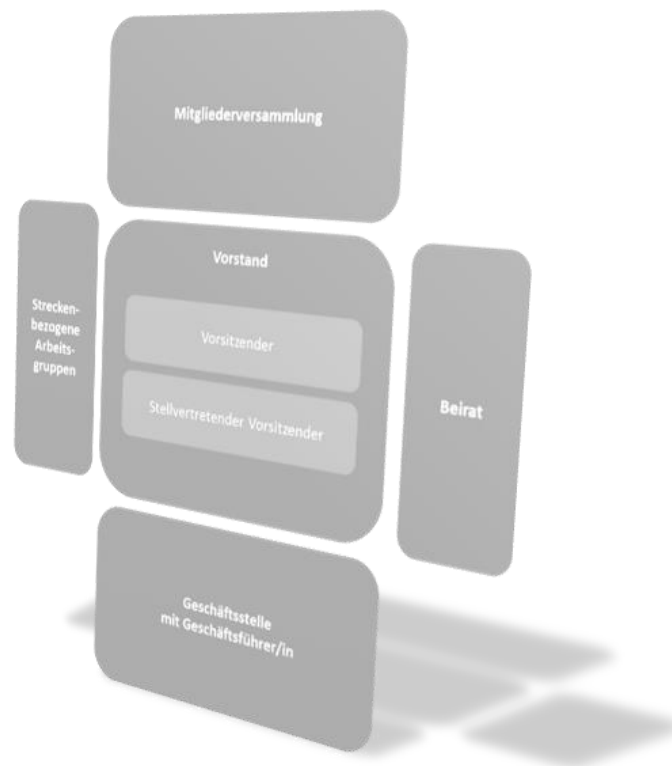 Mitgliederversammlung
Vorstand
Vorsitzender
Stellvertretender Vorsitzender
Strecken-
bezogene
Arbeits-
gruppen
Beirat
Geschäftsstelle
mit Geschäftsführer/in